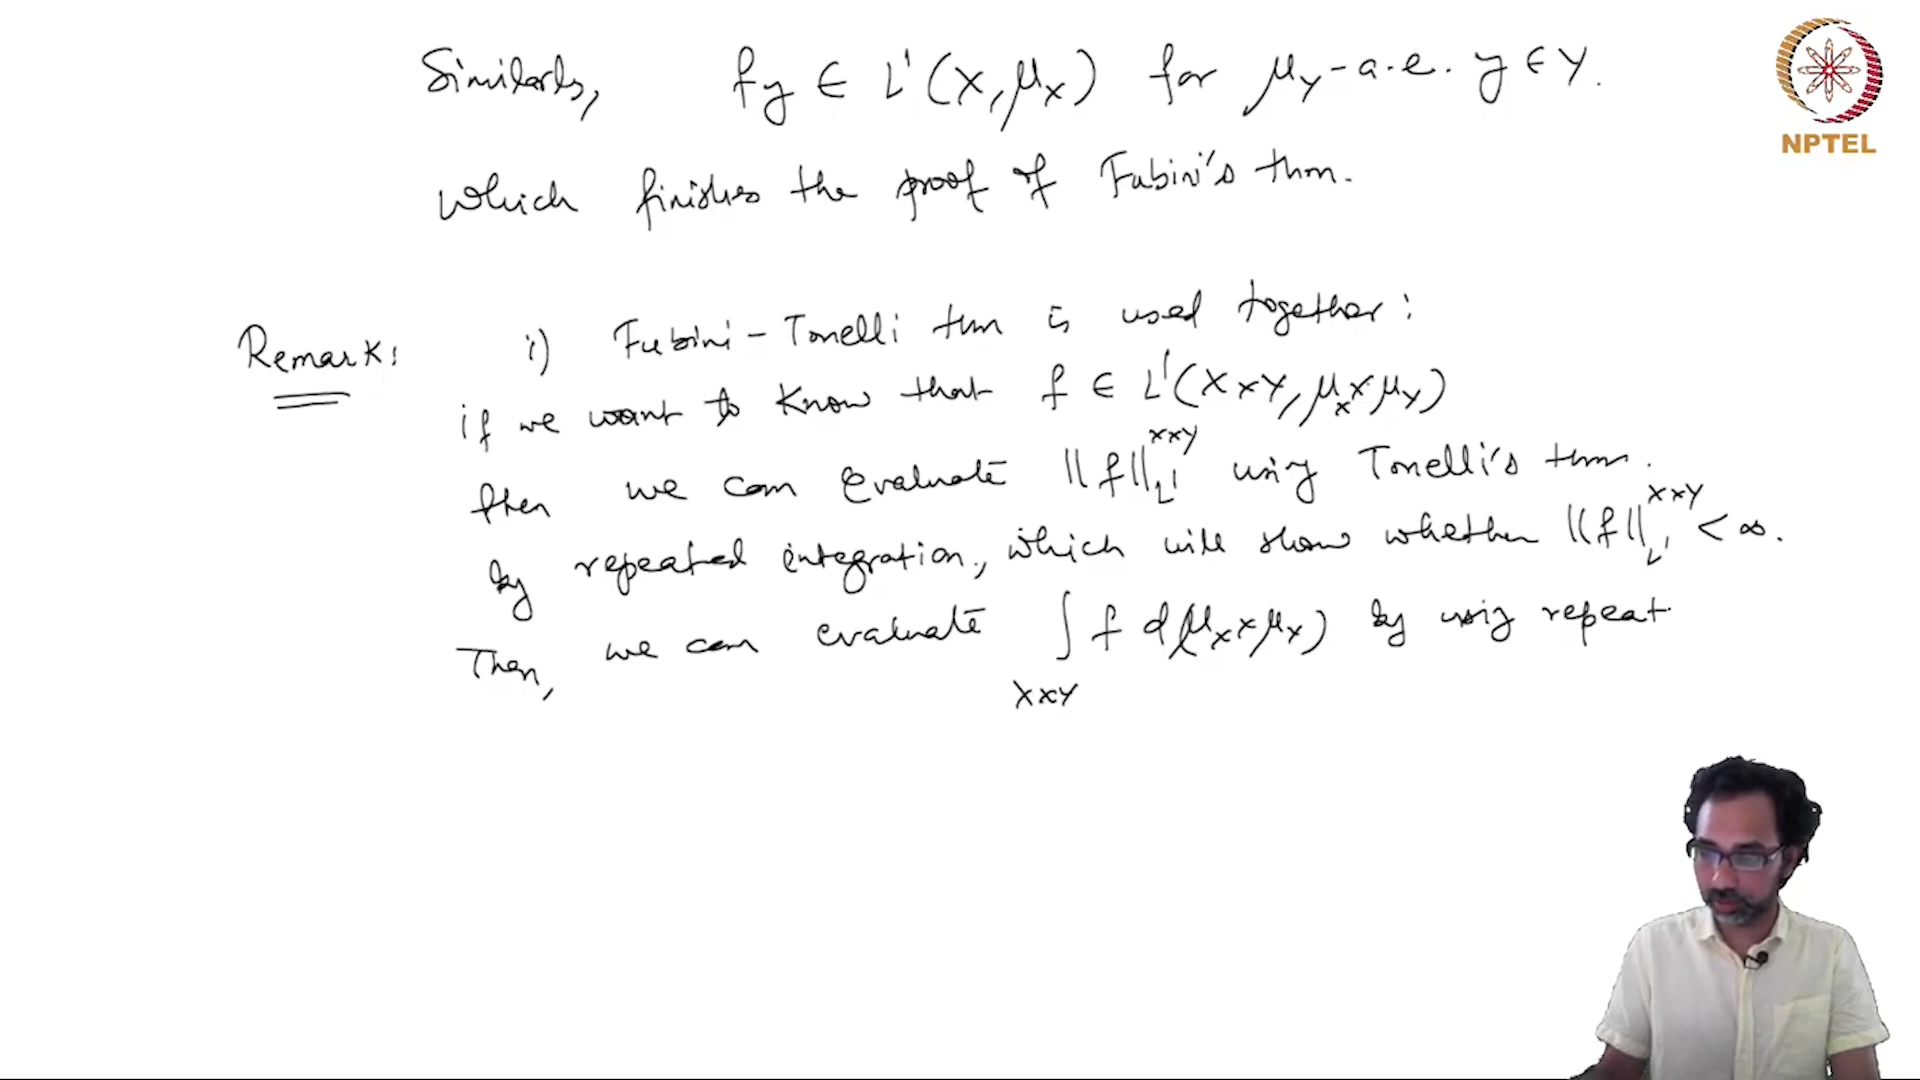 Similarly, f_y ∈ L¹(X, μ_X) for μ_Y-a.e. y ∈ Y.
NPTEL
which finishes the proof of Fubini's thm.
Remark: i) Fubini-Tonelli thm is used together:
if we want to know that f ∈ L¹(X×Y, μ_X×μ_Y)
then we can evaluate ||f||_{L¹}^{X×Y} using Tonelli's thm.
by repeated integration, which will show whether ||f||_{L¹}^{X×Y} < ∞.
Then, we can evaluate ∫_{X×Y} f d(μ_X×μ_Y) by using repeat